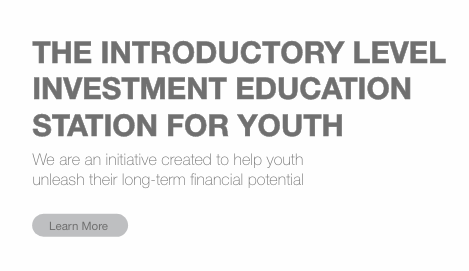 THE INTRODUCTORY LEVEL
INVESTMENT EDUCATION
STATION FOR YOUTH
We are an initiative created to help youth
unleash their long-term financial potential
Learn More